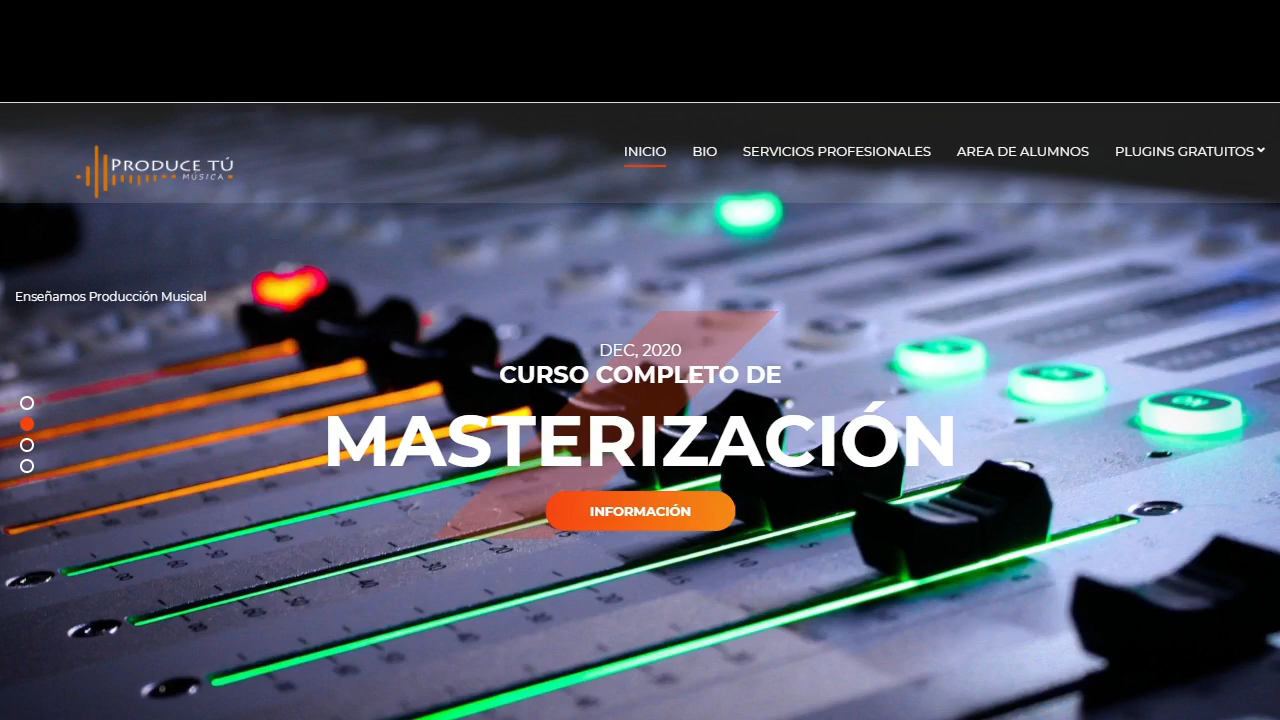 PRODUCE TÚ
MÚSICA
INICIO
BIO
SERVICIOS PROFESIONALES
AREA DE ALUMNOS
PLUGINS GRATUITOS
Enseñamos Producción Musical
DEC, 2020
CURSO COMPLETO DE
MASTERIZACIÓN
INFORMACIÓN
ON